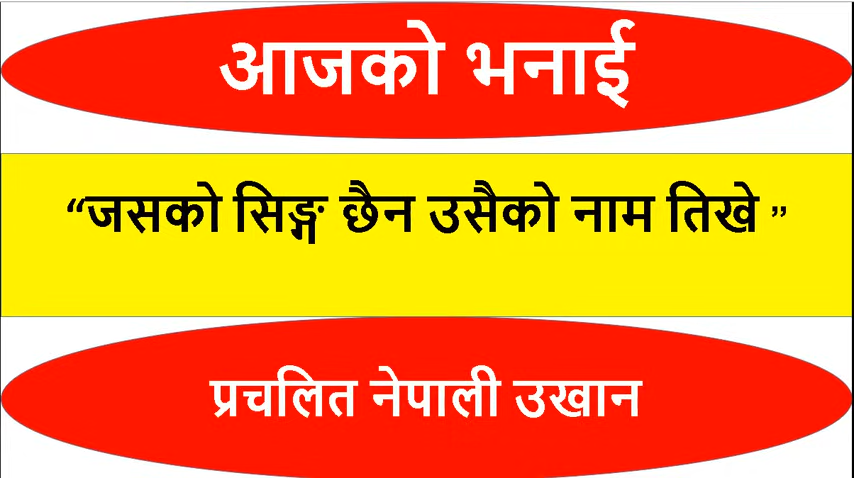 आजको भनाई
“जसको सिङ्ग छैन उसैको नाम तिखे ”
प्रचलित नेपाली उखान